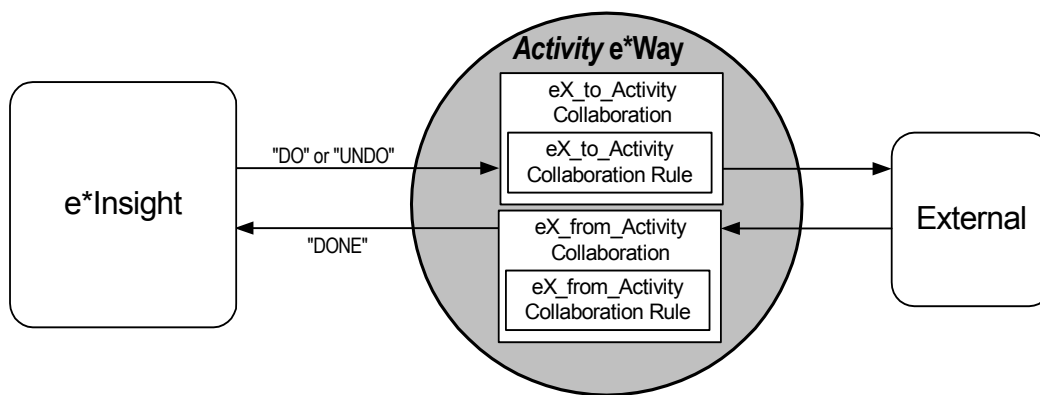 Activity e*Way
eX_to_Activity
Collaboration
eX_to_Activity
Collaboration Rule
"DO" or "UNDO"
e*Insight
External
eX_from_Activity
Collaboration
"DONE"
eX_from_Activity
Collaboration Rule